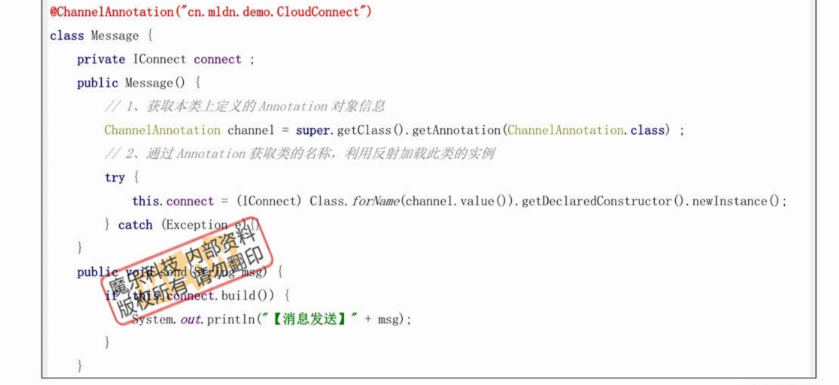 @ChannelAnnotation("cn.mldn.demo.CloudConnect")
class Message {
private IConnect connect ;
public Message() {
// 1、获取本类上定义的 Annotation 对象信息
ChannelAnnotation channel = super.getClass().getAnnotation(ChannelAnnotation.class) ;
// 2、通过 Annotation 获取类的名称，利用反射加载此类的实例
try {
this.connect = (IConnect) Class.forName(channel.value()).getDeclaredConstructor().newInstance();
} catch (Exception e){}
}
public void send(String msg) {
if (this.connect.build()) {
System.out.println("【消息发送】" + msg);
}
}
魔乐科技 内部资料
版权所有 请勿翻印